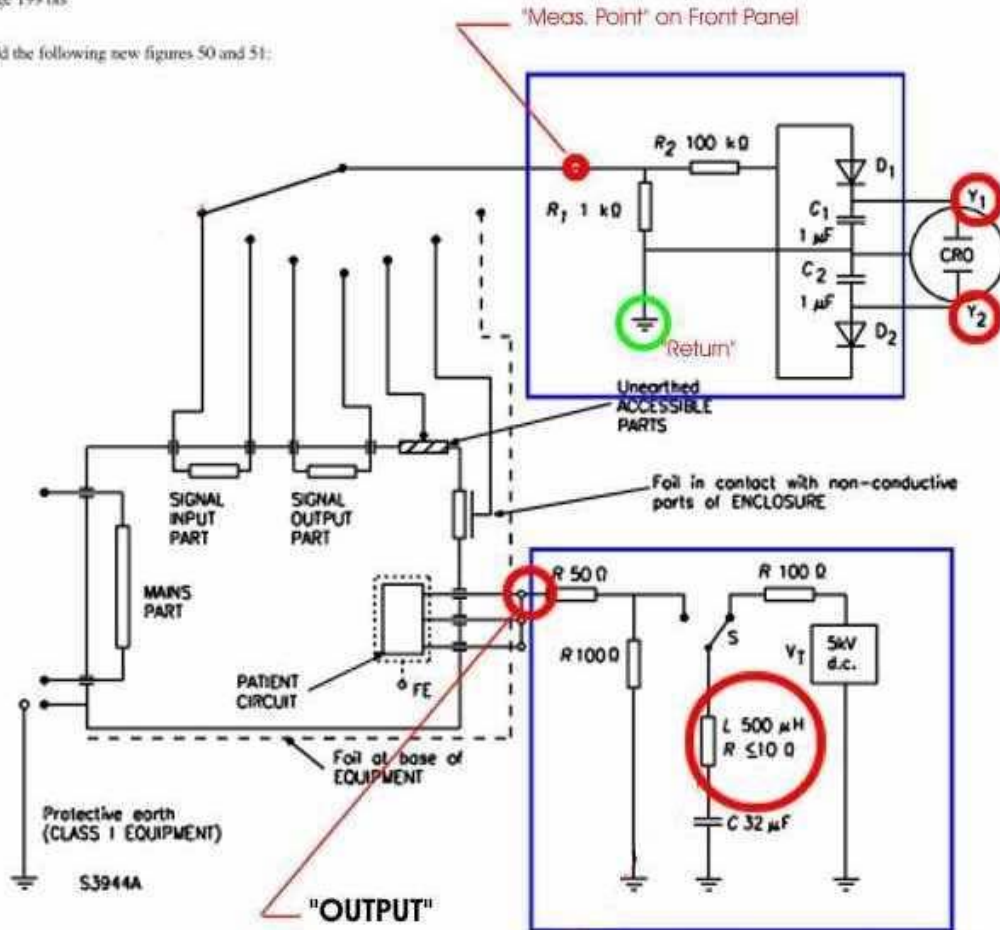 the following new figures 50 and 51:
"Meas. Point" on Front Panel
R2 100 kΩ
D1
R1 1 kΩ
C1
1 µF
Y1
CRO
C2
1 µF
Y2
D2
"Return"
Unearthed
ACCESSIBLE
PARTS
Foil in contact with non-conductive
parts of ENCLOSURE
SIGNAL
INPUT
PART
SIGNAL
OUTPUT
PART
MAINS
PART
R 50 Ω
R 100 Ω
R 100 Ω
S
VT
5kV
d.c.
PATIENT
CIRCUIT
FE
L 500 µH
R ≤10 Ω
Foil at base of
EQUIPMENT
C 32 µF
Protective earth
(CLASS I EQUIPMENT)
S3944A
"OUTPUT"